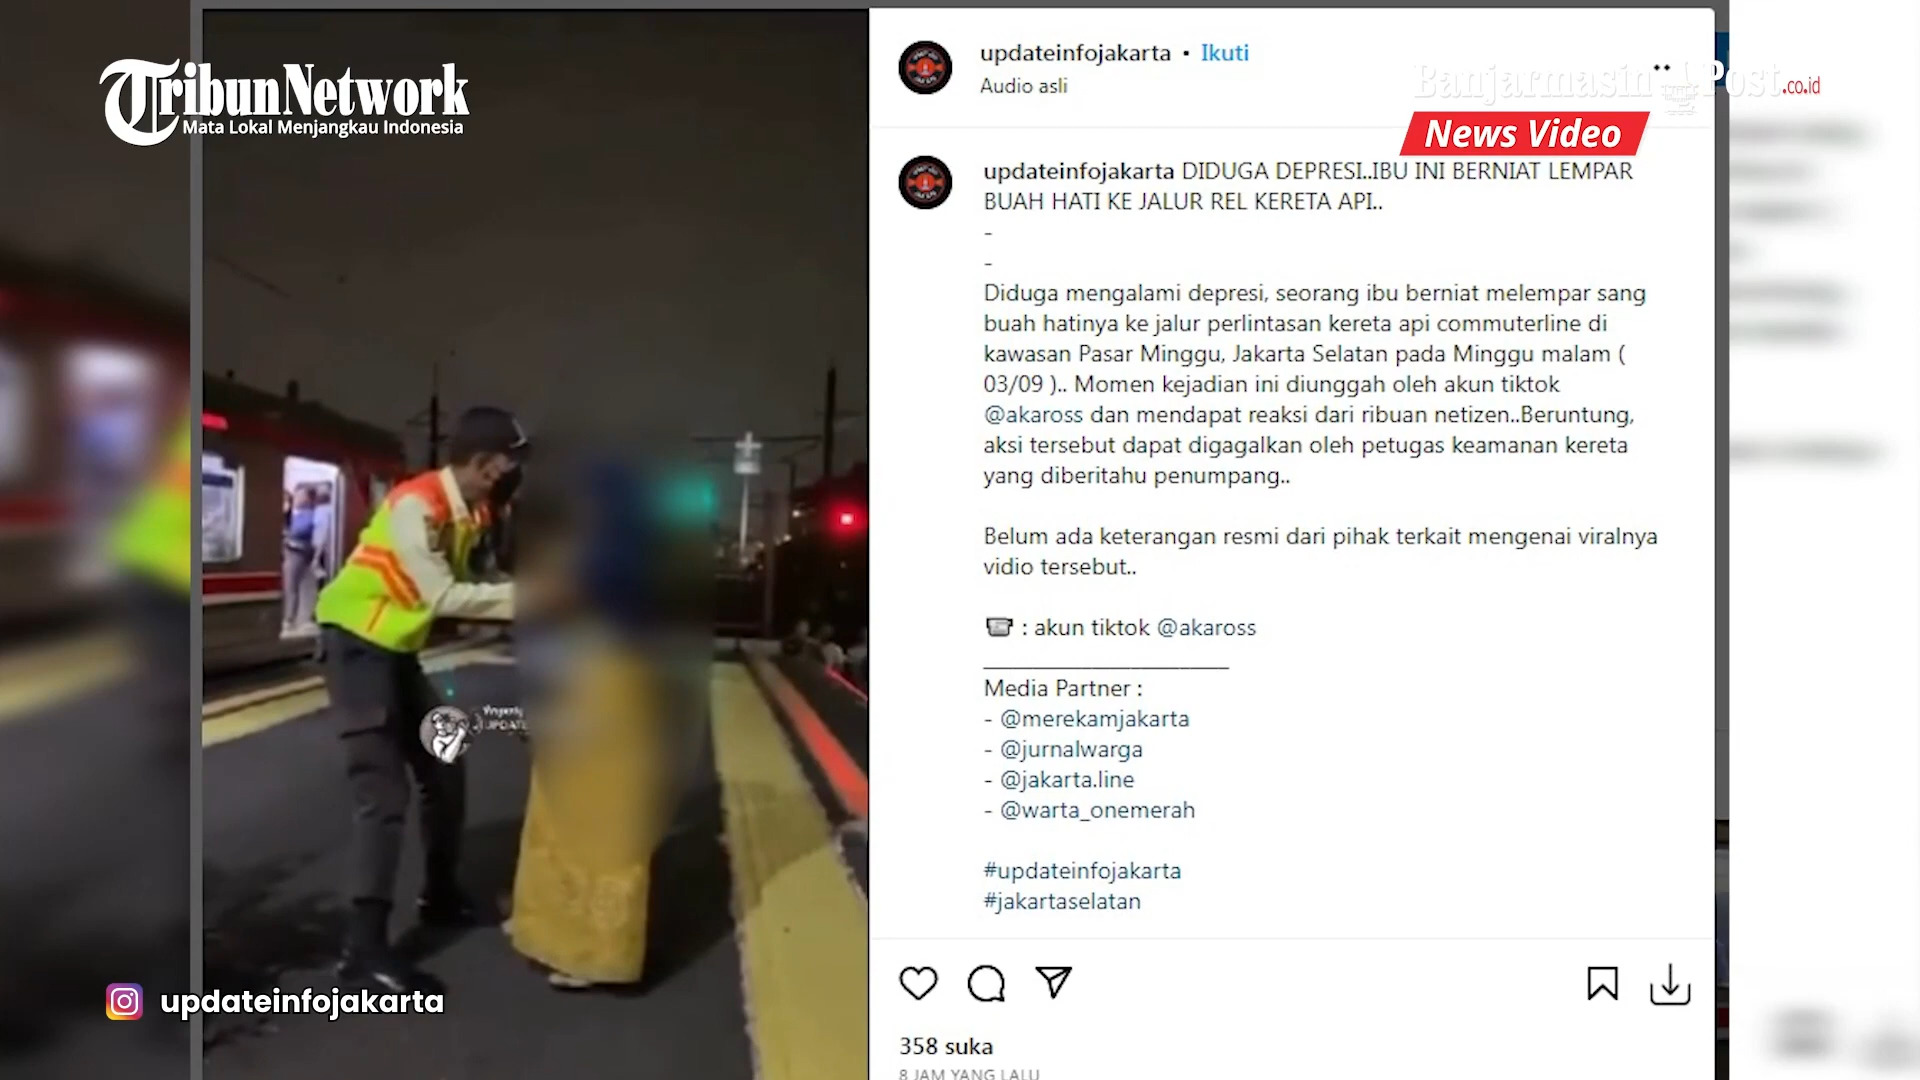 TribunNetwork
Mata Lokal Menjangkau Indonesia
updateinfojakarta • Ikuti
Audio asli
Banjarmasin Post.co.id
News Video
updateinfojakarta DIDUGA DEPRESI..IBU INI BERNIAT LEMPAR
BUAH HATI KE JALUR REL KERETA API..
-
-
Diduga mengalami depresi, seorang ibu berniat melempar sang
buah hatinya ke jalur perlintasan kereta api commuterline di
kawasan Pasar Minggu, Jakarta Selatan pada Minggu malam (
03/09 ).. Momen kejadian ini diunggah oleh akun tiktok
@akaross dan mendapat reaksi dari ribuan netizen..Beruntung,
aksi tersebut dapat digagalkan oleh petugas keamanan kereta
yang diberitahu penumpang..
Belum ada keterangan resmi dari pihak terkait mengenai viralnya
vidio tersebut..
: akun tiktok @akaross
Media Partner :
- @merekamjakarta
- @jurnalwarga
- @jakarta.line
- @warta_onemerah
#updateinfojakarta
#jakartaselatan
358 suka
8 JAM YANG LALU
updateinfojakarta